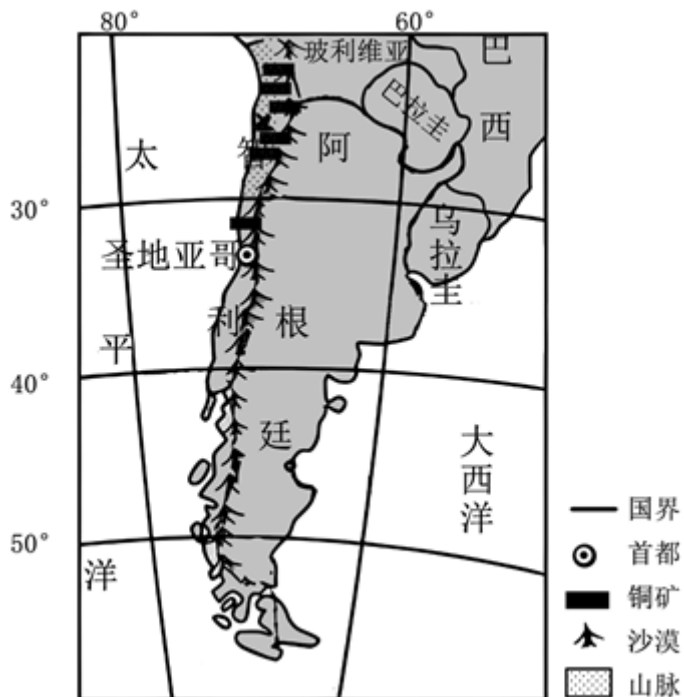 80° 60°
玻利维亚
巴西
巴拉圭
太平洋
智利
阿根廷
30°
乌拉圭
圣地亚哥
40°
大西洋
50°
国界
首都
铜矿
沙漠
山脉